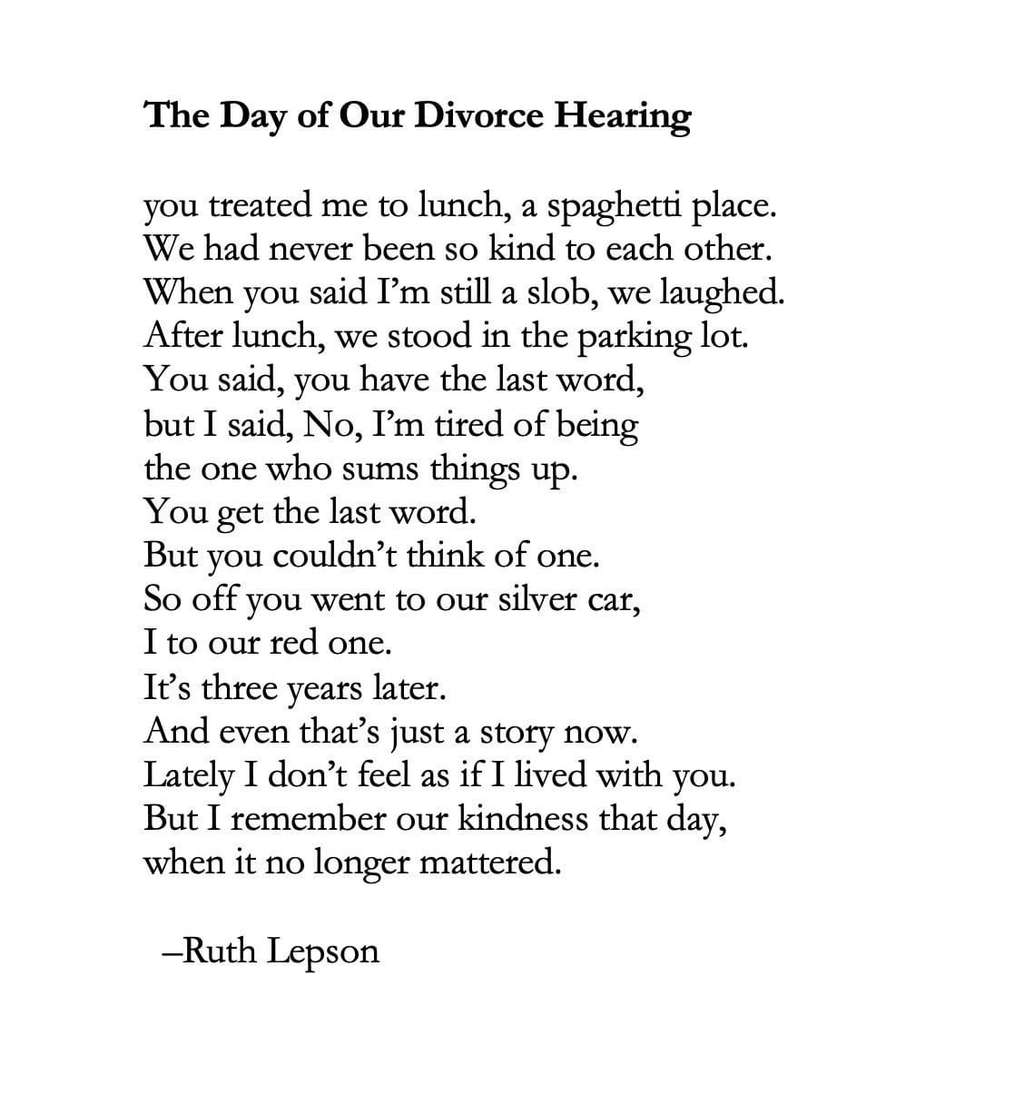 The Day of Our Divorce Hearing
you treated me to lunch, a spaghetti place.
We had never been so kind to each other.
When you said I’m still a slob, we laughed.
After lunch, we stood in the parking lot.
You said, you have the last word,
but I said, No, I’m tired of being
the one who sums things up.
You get the last word.
But you couldn’t think of one.
So off you went to our silver car,
I to our red one.
It’s three years later.
And even that’s just a story now.
Lately I don’t feel as if I lived with you.
But I remember our kindness that day,
when it no longer mattered.
–Ruth Lepson